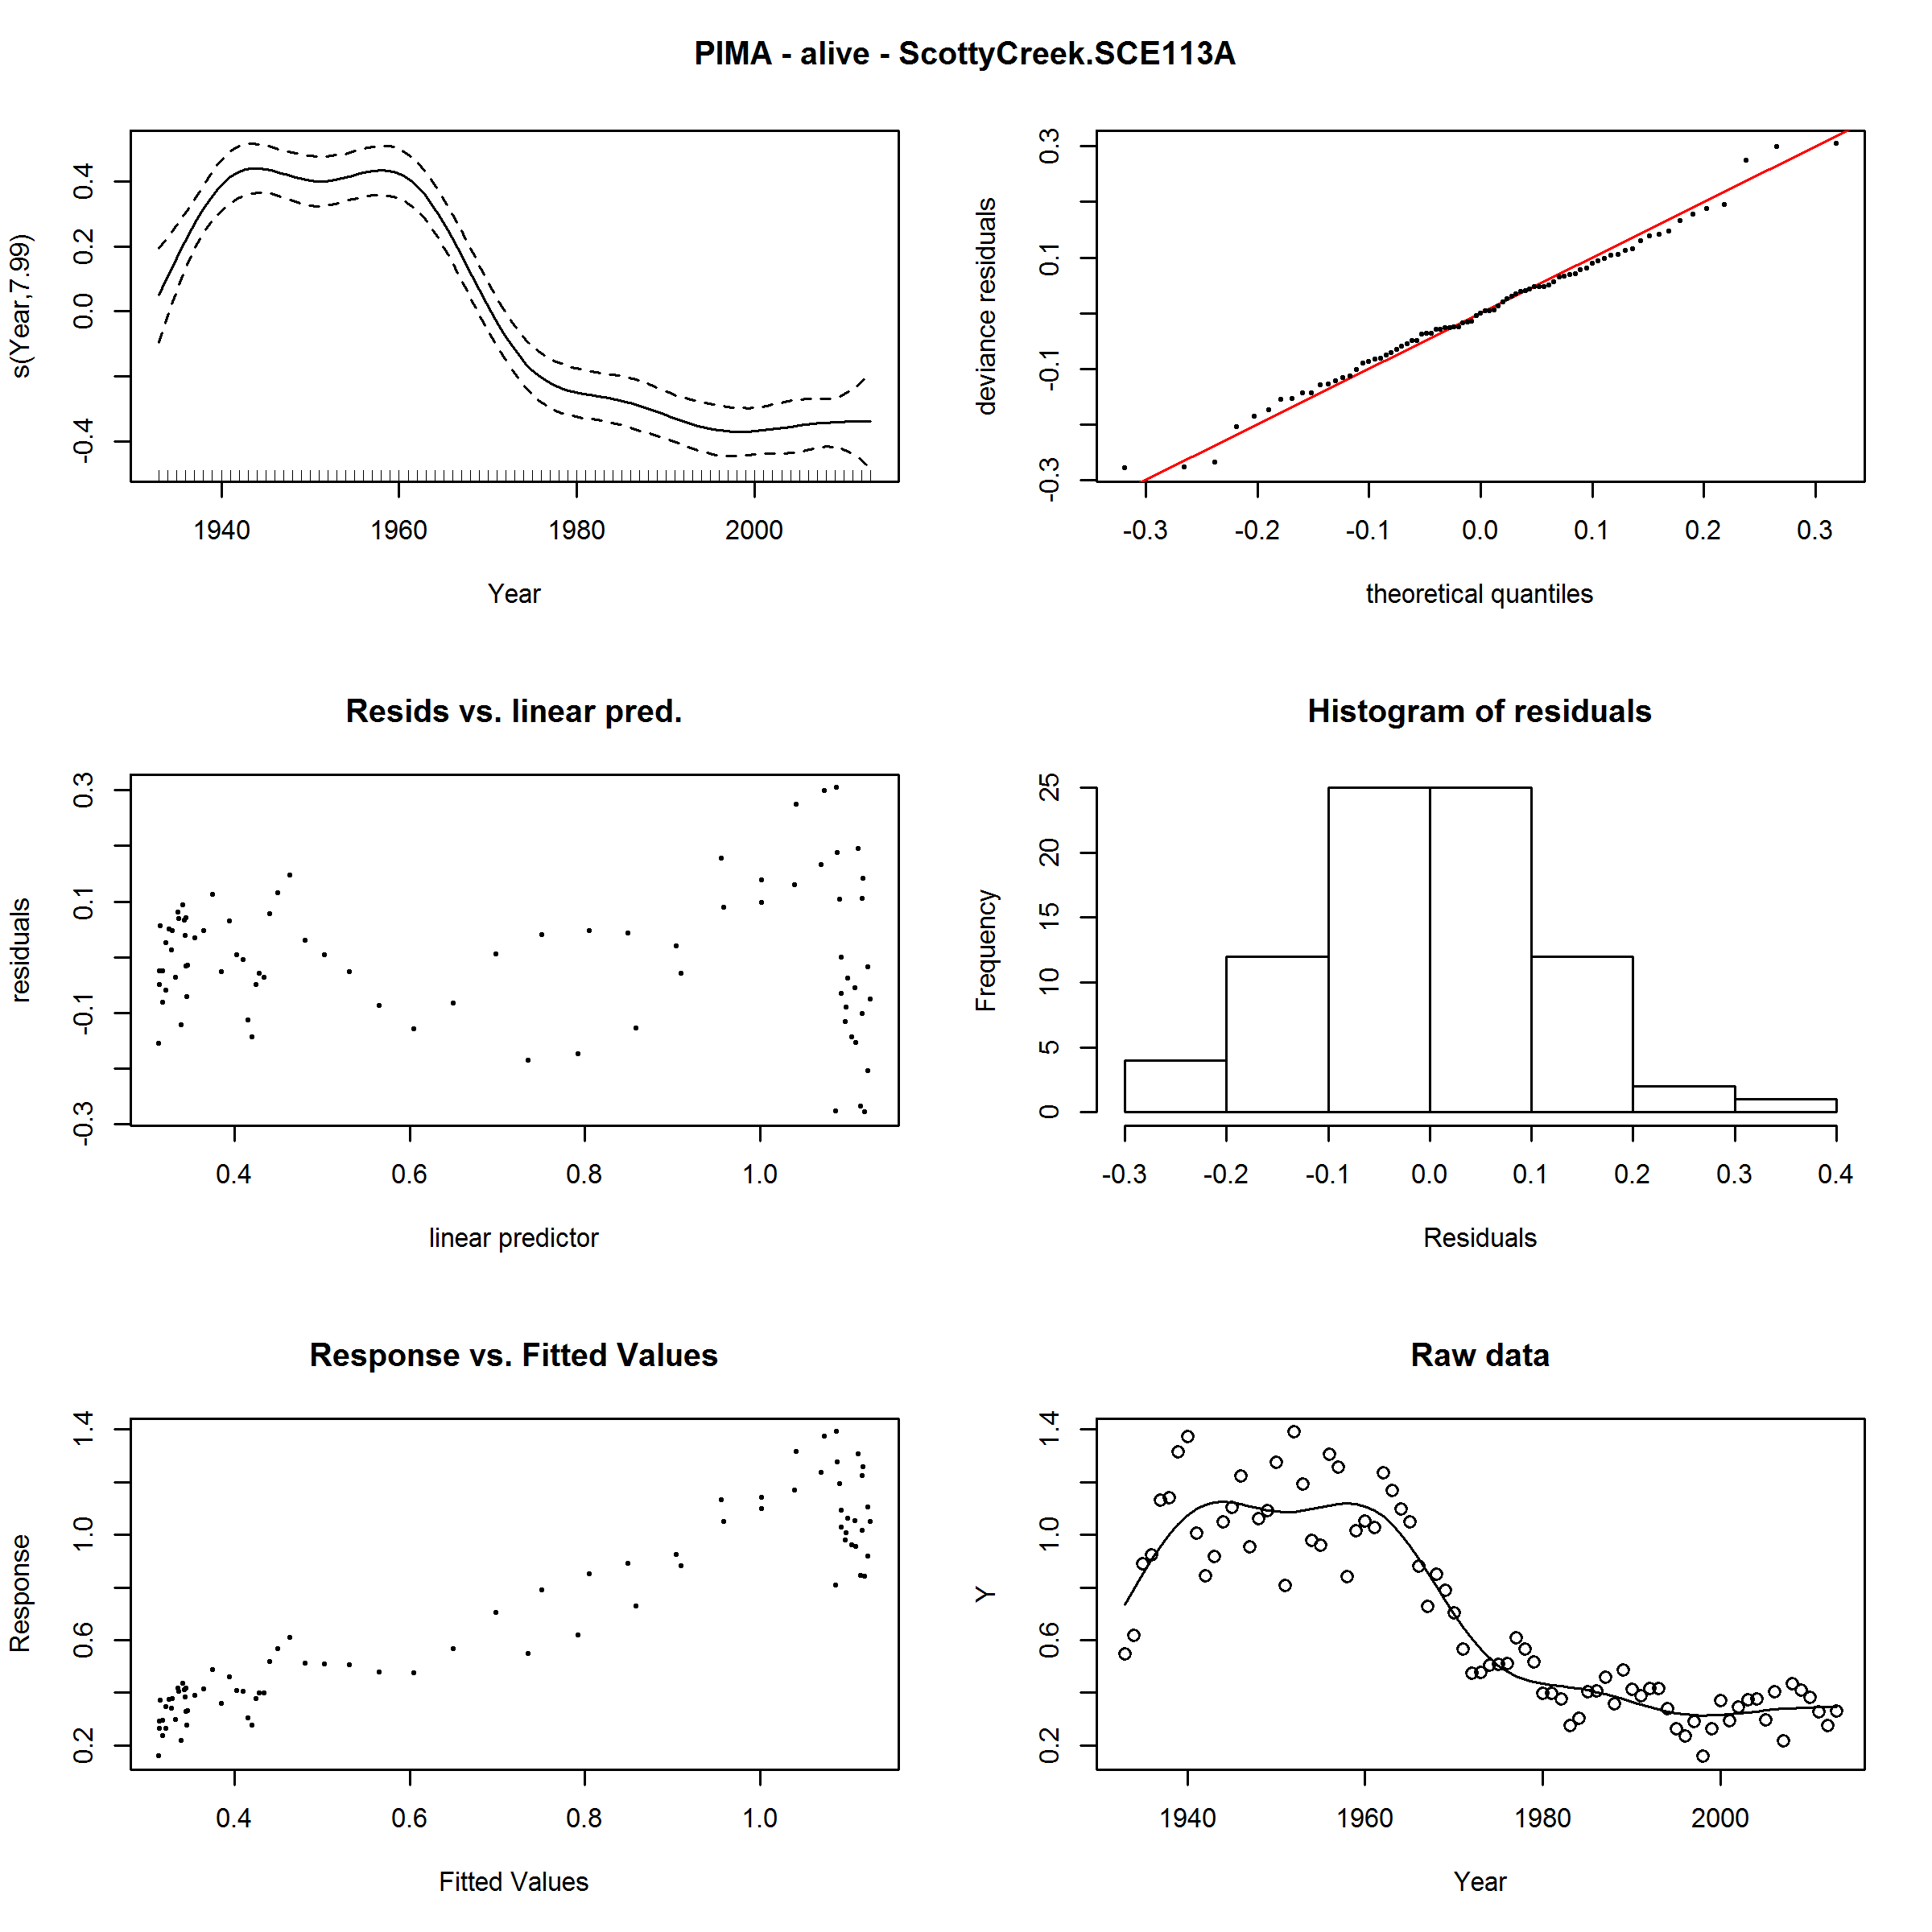 PIMA - alive - ScottyCreek.SCE113A
s(Year,7.99)
0.4
0.2
0.0
-0.4
1940 1960 1980 2000
Year
deviance residuals
0.3
0.1
-0.1
-0.3
-0.3 -0.2 -0.1 0.0 0.1 0.2 0.3
theoretical quantiles
Resids vs. linear pred.
residuals
0.3
0.1
-0.1
-0.3
0.4 0.6 0.8 1.0
linear predictor
Histogram of residuals
Frequency
25
20
15
10
5
0
-0.3 -0.2 -0.1 0.0 0.1 0.2 0.3 0.4
Residuals
Response vs. Fitted Values
Response
1.4
1.0
0.6
0.2
0.4 0.6 0.8 1.0
Fitted Values
Raw data
Y
1.4
1.0
0.6
0.2
1940 1960 1980 2000
Year